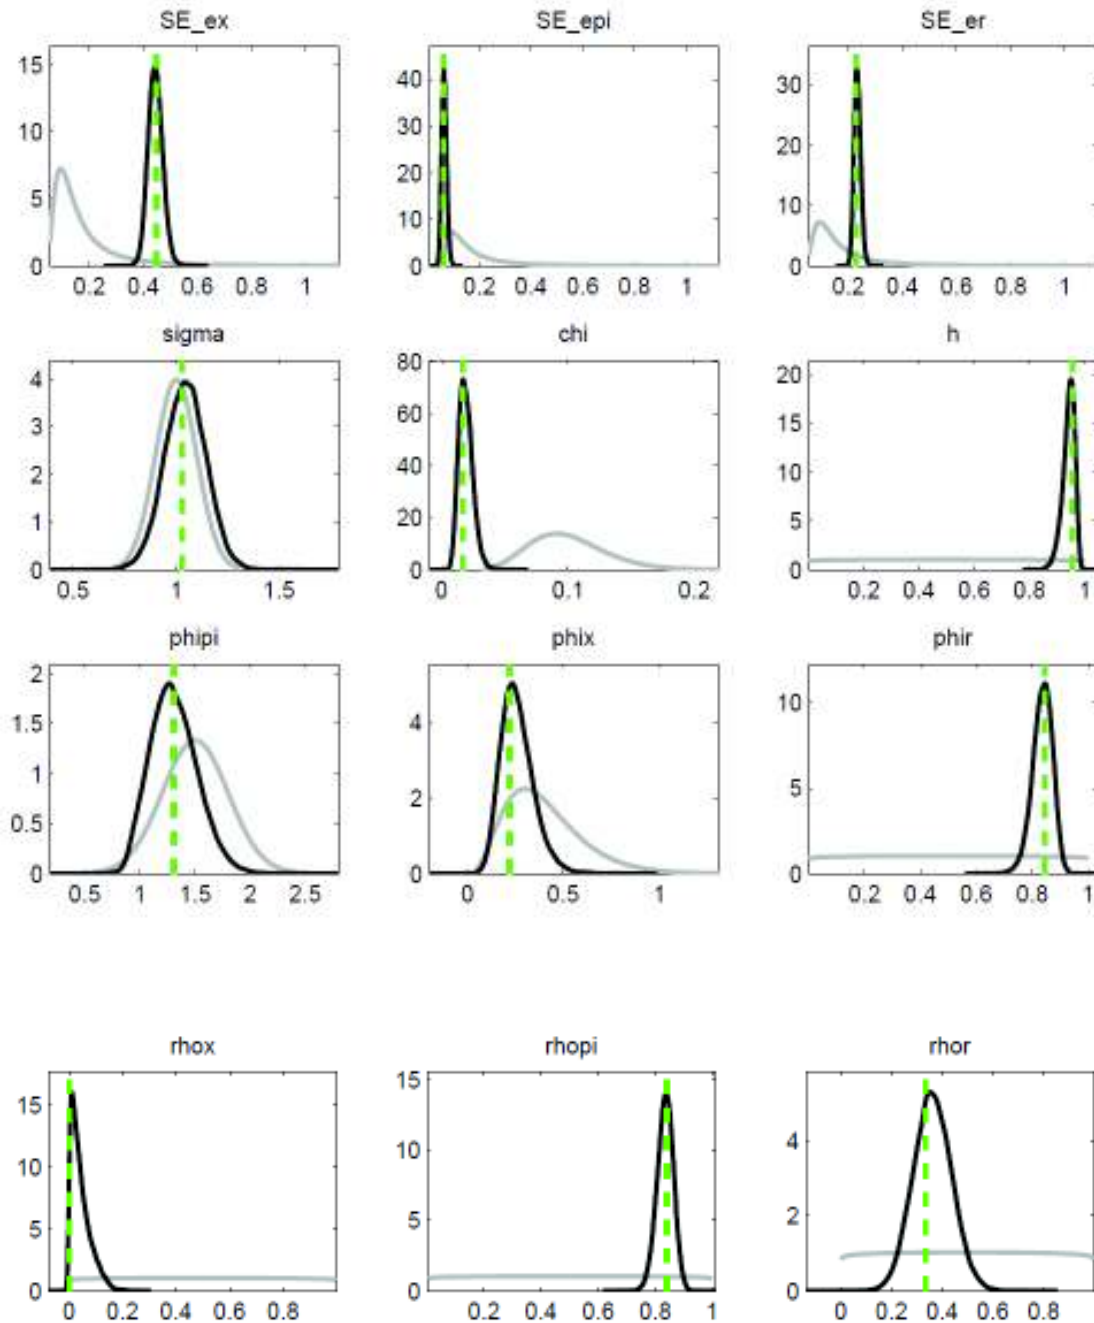 SE_ex SE_epi SE_er
15 10 5 0
0.2 0.4 0.6 0.8 1
40 30 20 10 0
0.2 0.4 0.6 0.8 1
30 20 10 0
0.2 0.4 0.6 0.8 1
sigma chi h
4 3 2 1 0
0.5 1 1.5
80 60 40 20 0
0 0.1 0.2
20 15 10 5 0
0.2 0.4 0.6 0.8 1
phipi phix phir
2 1.5 1 0.5 0
0.5 1 1.5 2 2.5
4 2 0
0 0.5 1
10 5 0
0.2 0.4 0.6 0.8 1
rhox rhopi rhor
15 10 5 0
0 0.2 0.4 0.6 0.8
15 10 5 0
0.2 0.4 0.6 0.8 1
4 2 0
0 0.2 0.4 0.6 0.8